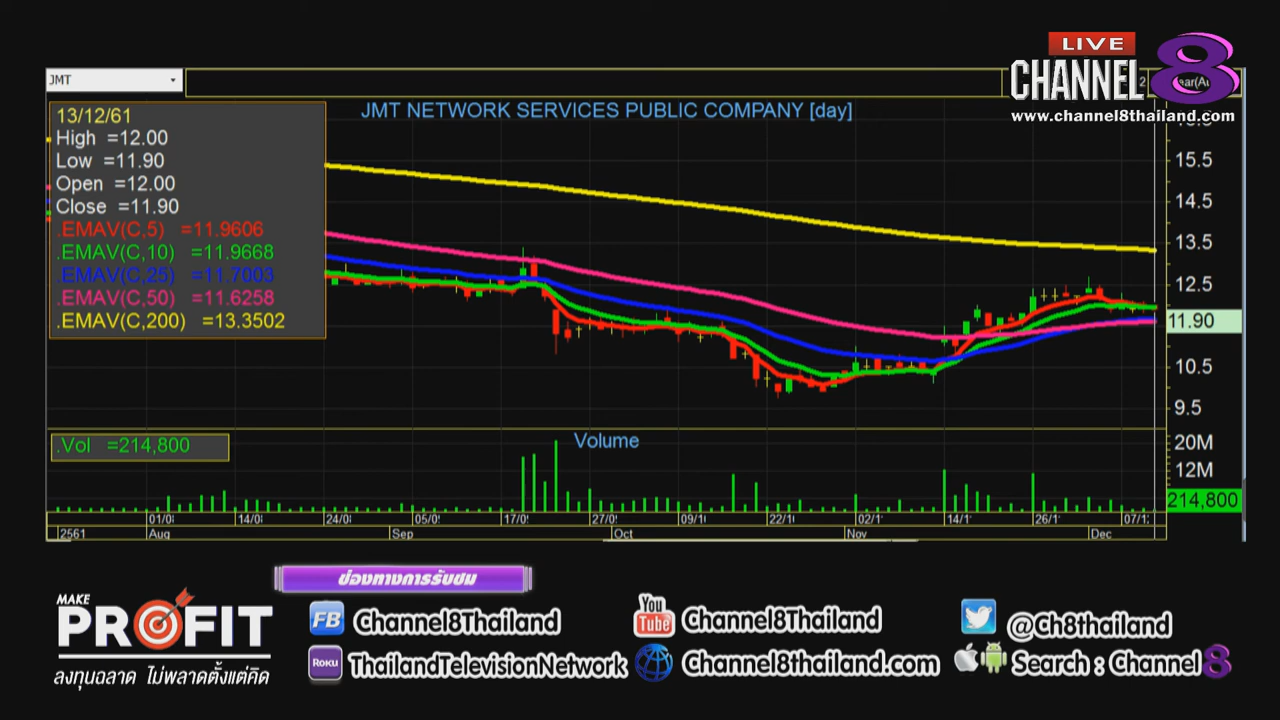 LIVE
CHANNEL 8
www.channel8thailand.com
JMT
JMT NETWORK SERVICES PUBLIC COMPANY [day]
13/12/61
High =12.00
Low =11.90
Open =12.00
Close =11.90
.EMAV(C,5) =11.9606
.EMAV(C,10) =11.9668
.EMAV(C,25) =11.7003
.EMAV(C,50) =11.6258
.EMAV(C,200) =13.3502
15.5
14.5
13.5
12.5
11.90
10.5
9.5
.Vol =214,800
Volume
20M
12M
214,800
01/0 14/0 24/0 05/0 17/0 27/0 09/1 22/1 02/1 14/1 26/1 07/1
2561 Aug Sep Oct Nov Dec
ช่องทางการรับชม
MAKE
PROFIT
ลงทุนฉลาด ไม่พลาดตั้งแต่คิด
FB Channel8Thailand
You Tube Channel8Thailand
@Ch8thailand
Roku ThailandTelevisionNetwork
Channel8thailand.com
Search : Channel 8